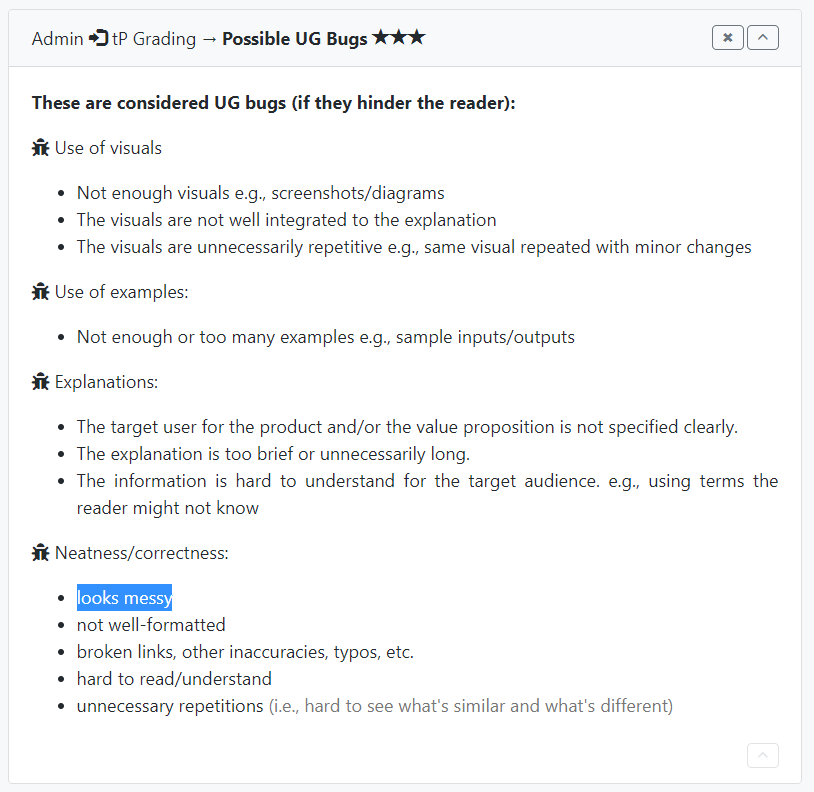 Admin tP Grading → Possible UG Bugs ★★★
These are considered UG bugs (if they hinder the reader):
Use of visuals
• Not enough visuals e.g., screenshots/diagrams
• The visuals are not well integrated to the explanation
• The visuals are unnecessarily repetitive e.g., same visual repeated with minor changes
Use of examples:
• Not enough or too many examples e.g., sample inputs/outputs
Explanations:
• The target user for the product and/or the value proposition is not specified clearly.
• The explanation is too brief or unnecessarily long.
• The information is hard to understand for the target audience. e.g., using terms the
reader might not know
Neatness/correctness:
• looks messy
• not well-formatted
• broken links, other inaccuracies, typos, etc.
• hard to read/understand
• unnecessary repetitions (i.e., hard to see what's similar and what's different)